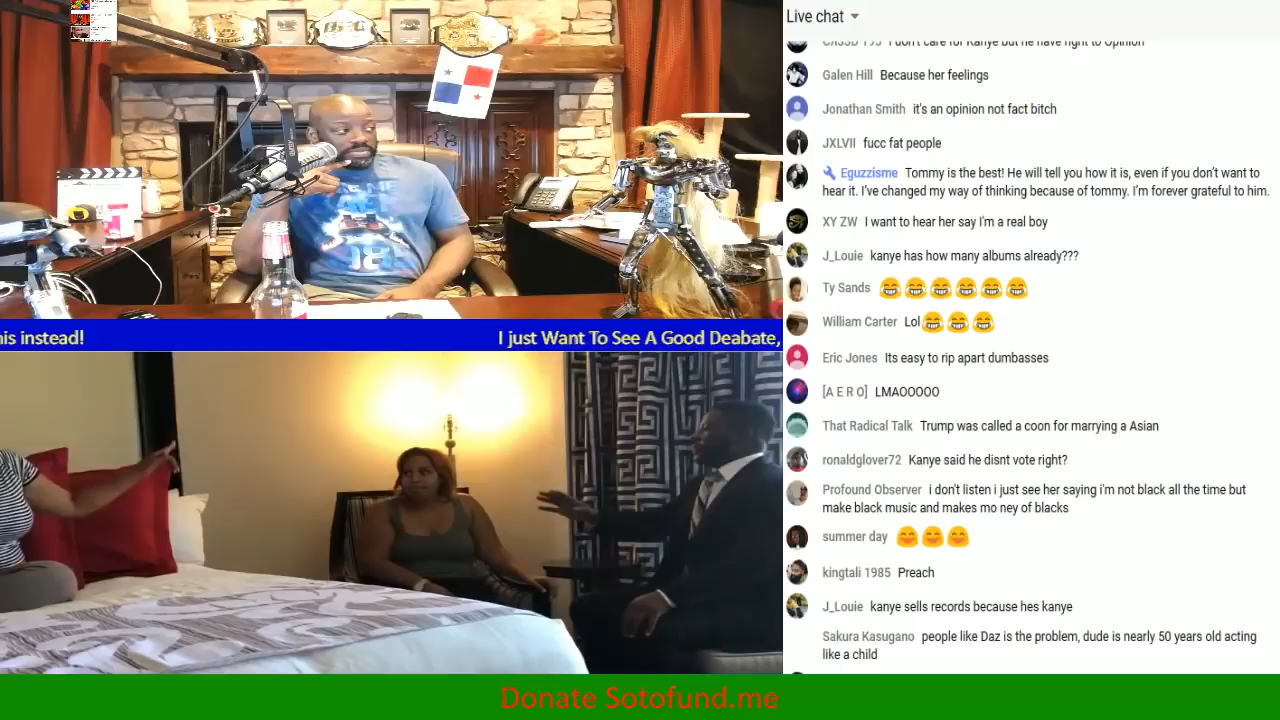 Live chat
CASSD 195 I don't care for Kanye but he have right to Opinion
Galen Hill Because her feelings
Jonathan Smith it's an opinion not fact bitch
JXLVII fucc fat people
Eguzzisme Tommy is the best! He will tell you how it is, even if you don't want to
hear it. I've changed my way of thinking because of tommy. I'm forever grateful to him.
XY ZW I want to hear her say I'm a real boy
J_Louie kanye has how many albums already???
Ty Sands
William Carter Lol
Eric Jones Its easy to rip apart dumbasses
[A E R O] LMAOOOOO
That Radical Talk Trump was called a coon for marrying a Asian
ronaldglover72 Kanye said he disnt vote right?
Profound Observer i don't listen i just see her saying i'm not black all the time but
make black music and makes mo ney of blacks
summer day
kingtali 1985 Preach
J_Louie kanye sells records because hes kanye
Sakura Kasugano people like Daz is the problem, dude is nearly 50 years old acting
like a child
his instead! I just Want To See A Good Deabate,
Donate Sotofund.me